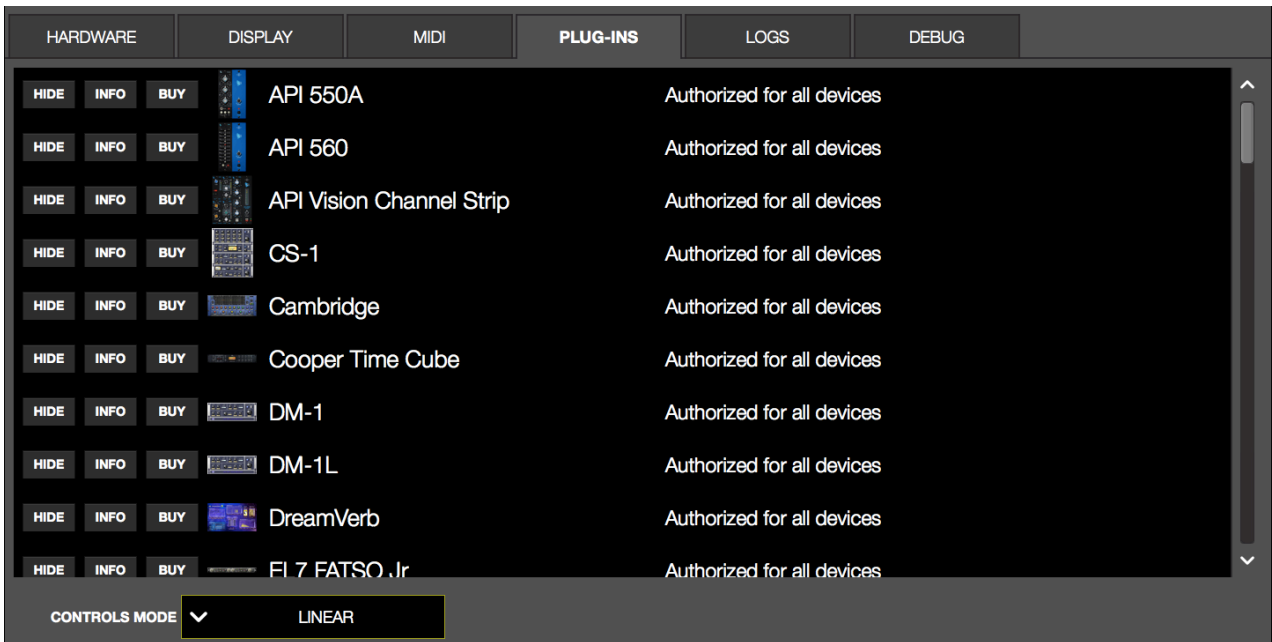 HARDWARE DISPLAY MIDI PLUG-INS LOGS DEBUG
HIDE INFO BUY API 550A Authorized for all devices
HIDE INFO BUY API 560 Authorized for all devices
HIDE INFO BUY API Vision Channel Strip Authorized for all devices
HIDE INFO BUY CS-1 Authorized for all devices
HIDE INFO BUY Cambridge Authorized for all devices
HIDE INFO BUY Cooper Time Cube Authorized for all devices
HIDE INFO BUY DM-1 Authorized for all devices
HIDE INFO BUY DM-1L Authorized for all devices
HIDE INFO BUY DreamVerb Authorized for all devices
HIDE INFO BUY EL7 FATSO Jr Authorized for all devices
CONTROLS MODE LINEAR